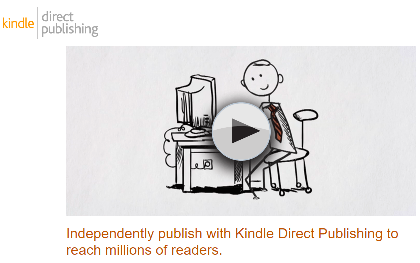 kindle direct
publishing
Independently publish with Kindle Direct Publishing to
reach millions of readers.